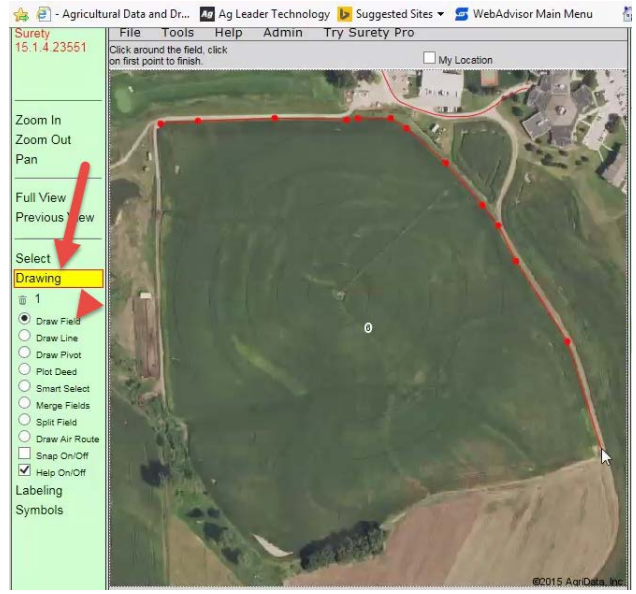 - Agricultural Data and Dr... Ag Leader Technology Suggested Sites WebAdvisor Main Menu
Surety
15.1.4.23551
File Tools Help Admin Try Surety Pro
Click around the field, click
on first point to finish.
My Location
Zoom In
Zoom Out
Pan
Full View
Previous View
Select
Drawing
1
Draw Field
Draw Line
Draw Pivot
Plot Deed
Smart Select
Merge Fields
Split Field
Draw Air Route
Snap On/Off
Help On/Off
Labeling
Symbols
0
©2015 AgriData, Inc.